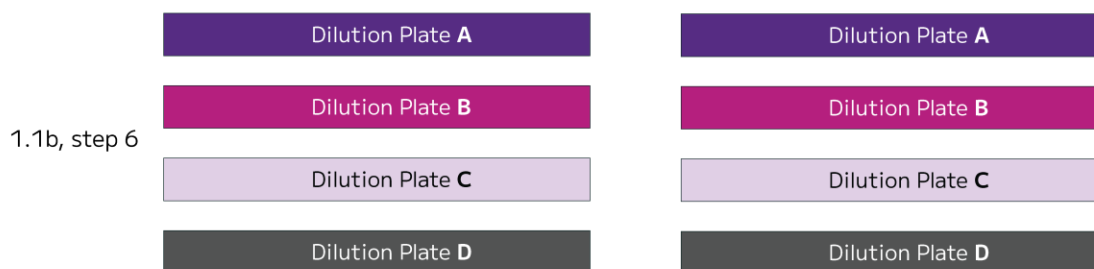 Dilution Plate A
Dilution Plate A
Dilution Plate B
Dilution Plate B
1.1b, step 6
Dilution Plate C
Dilution Plate C
Dilution Plate D
Dilution Plate D